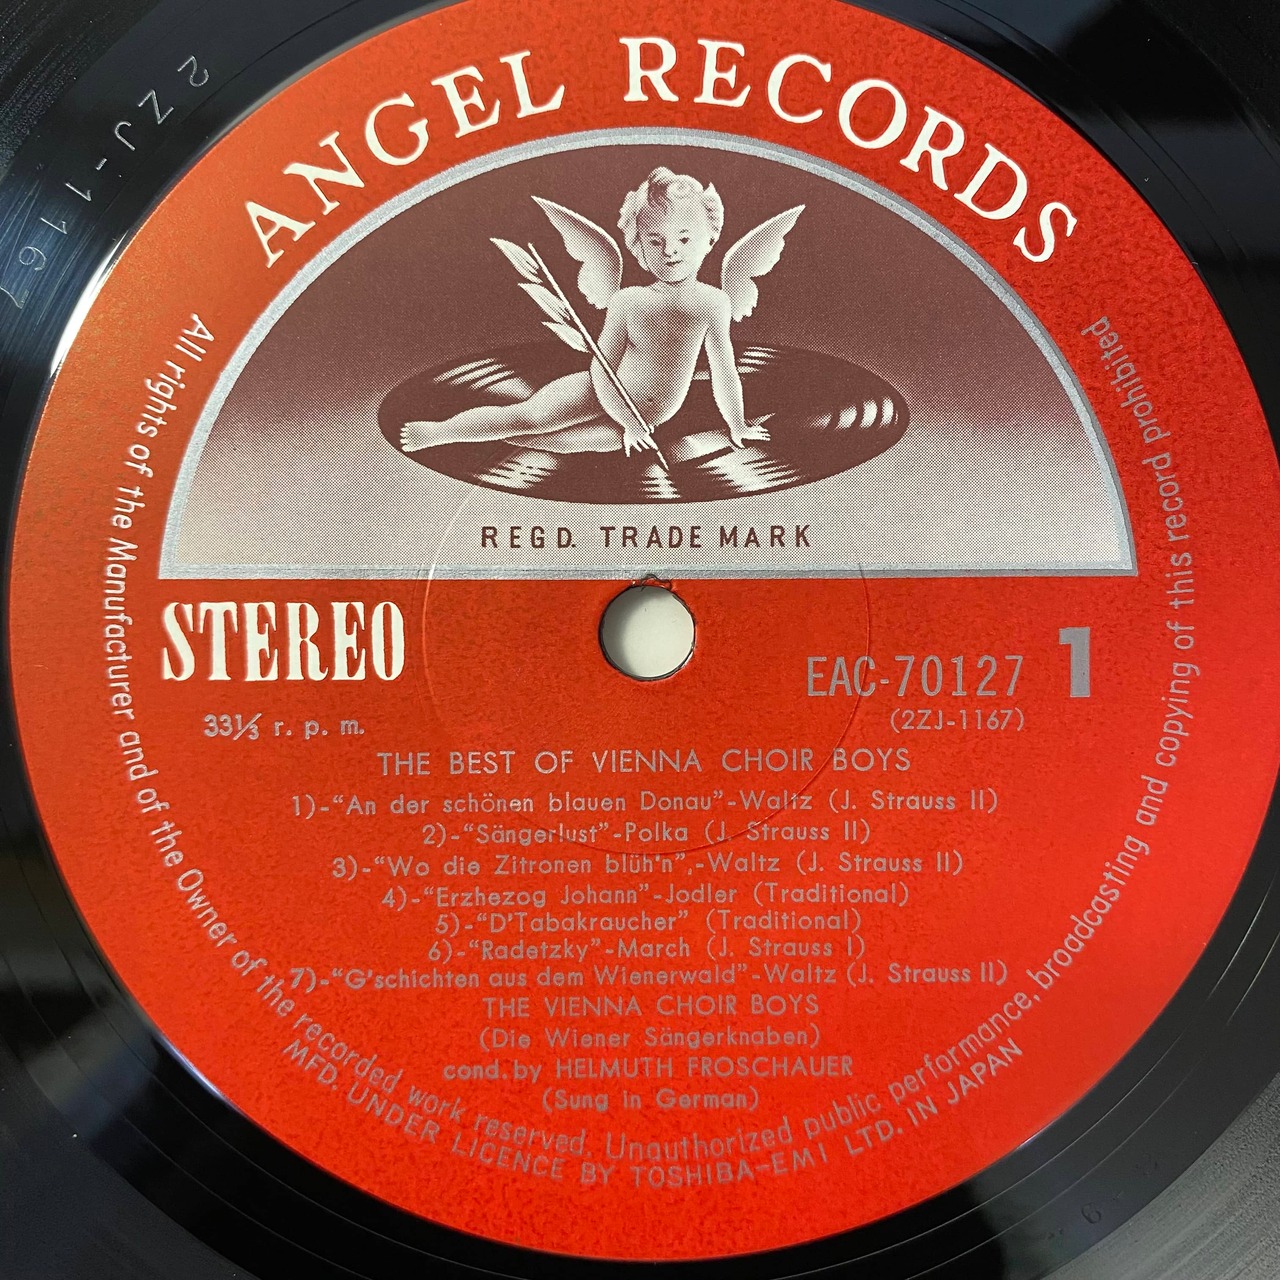 ANGEL RECORDS
REGD. TRADE MARK
STEREO
33⅓ r. p. m.
EAC-70127 1
(2ZJ-1167)
THE BEST OF VIENNA CHOIR BOYS
1)-“An der schönen blauen Donau”-Waltz (J. Strauss II)
2)-“Sängerlust”-Polka (J. Strauss II)
3)-“Wo die Zitronen blüh'n”,-Waltz (J. Strauss II)
4)-“Erzhezog Johann”-Jodler (Traditional)
5)-“D'Tabakraucher” (Traditional)
6)-“Radetzky”-March (J. Strauss I)
7)-“G'schichten aus dem Wienerwald”-Waltz (J. Strauss II)
THE VIENNA CHOIR BOYS
(Die Wiener Sängerknaben)
cond. by HELMUTH FROSCHAUER
(Sung in German)
All rights of the Manufacturer and of the Owner of the recorded work reserved. Unauthorized public performance, broadcasting and copying of this record prohibited
MFD. UNDER LICENCE BY TOSHIBA-EMI LTD. IN JAPAN
2ZJ-1167
6